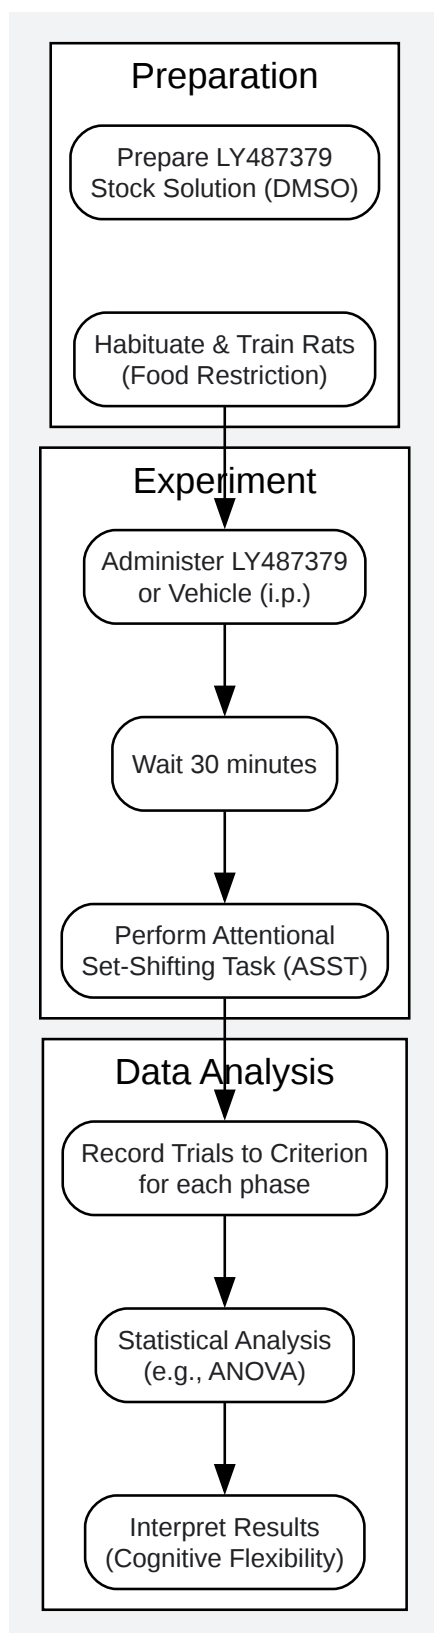 Preparation
Prepare LY487379
Stock Solution (DMSO)
Habituate & Train Rats
(Food Restriction)
Experiment
Administer LY487379
or Vehicle (i.p.)
Wait 30 minutes
Perform Attentional
Set-Shifting Task (ASST)
Data Analysis
Record Trials to Criterion
for each phase
Statistical Analysis
(e.g., ANOVA)
Interpret Results
(Cognitive Flexibility)